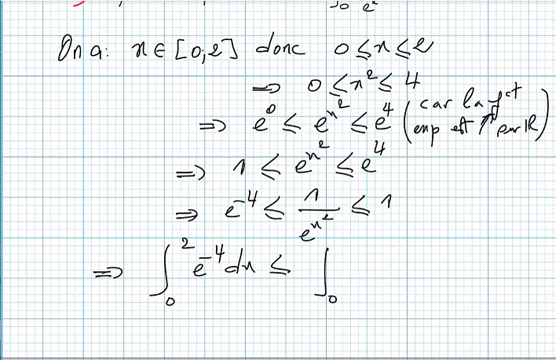 On a : x ∈ [0;2] donc 0 ≤ x ≤ 2
⇒ 0 ≤ x² ≤ 4
⇒ e⁰ ≤ e^{x²} ≤ e⁴ (car la fct
exp est ↗ sur ℝ)
⇒ 1 ≤ e^{x²} ≤ e⁴
⇒ e⁻⁴ ≤ 1/e^{x²} ≤ 1
⇒ ∫₀² e⁻⁴ dx ≤ ∫₀